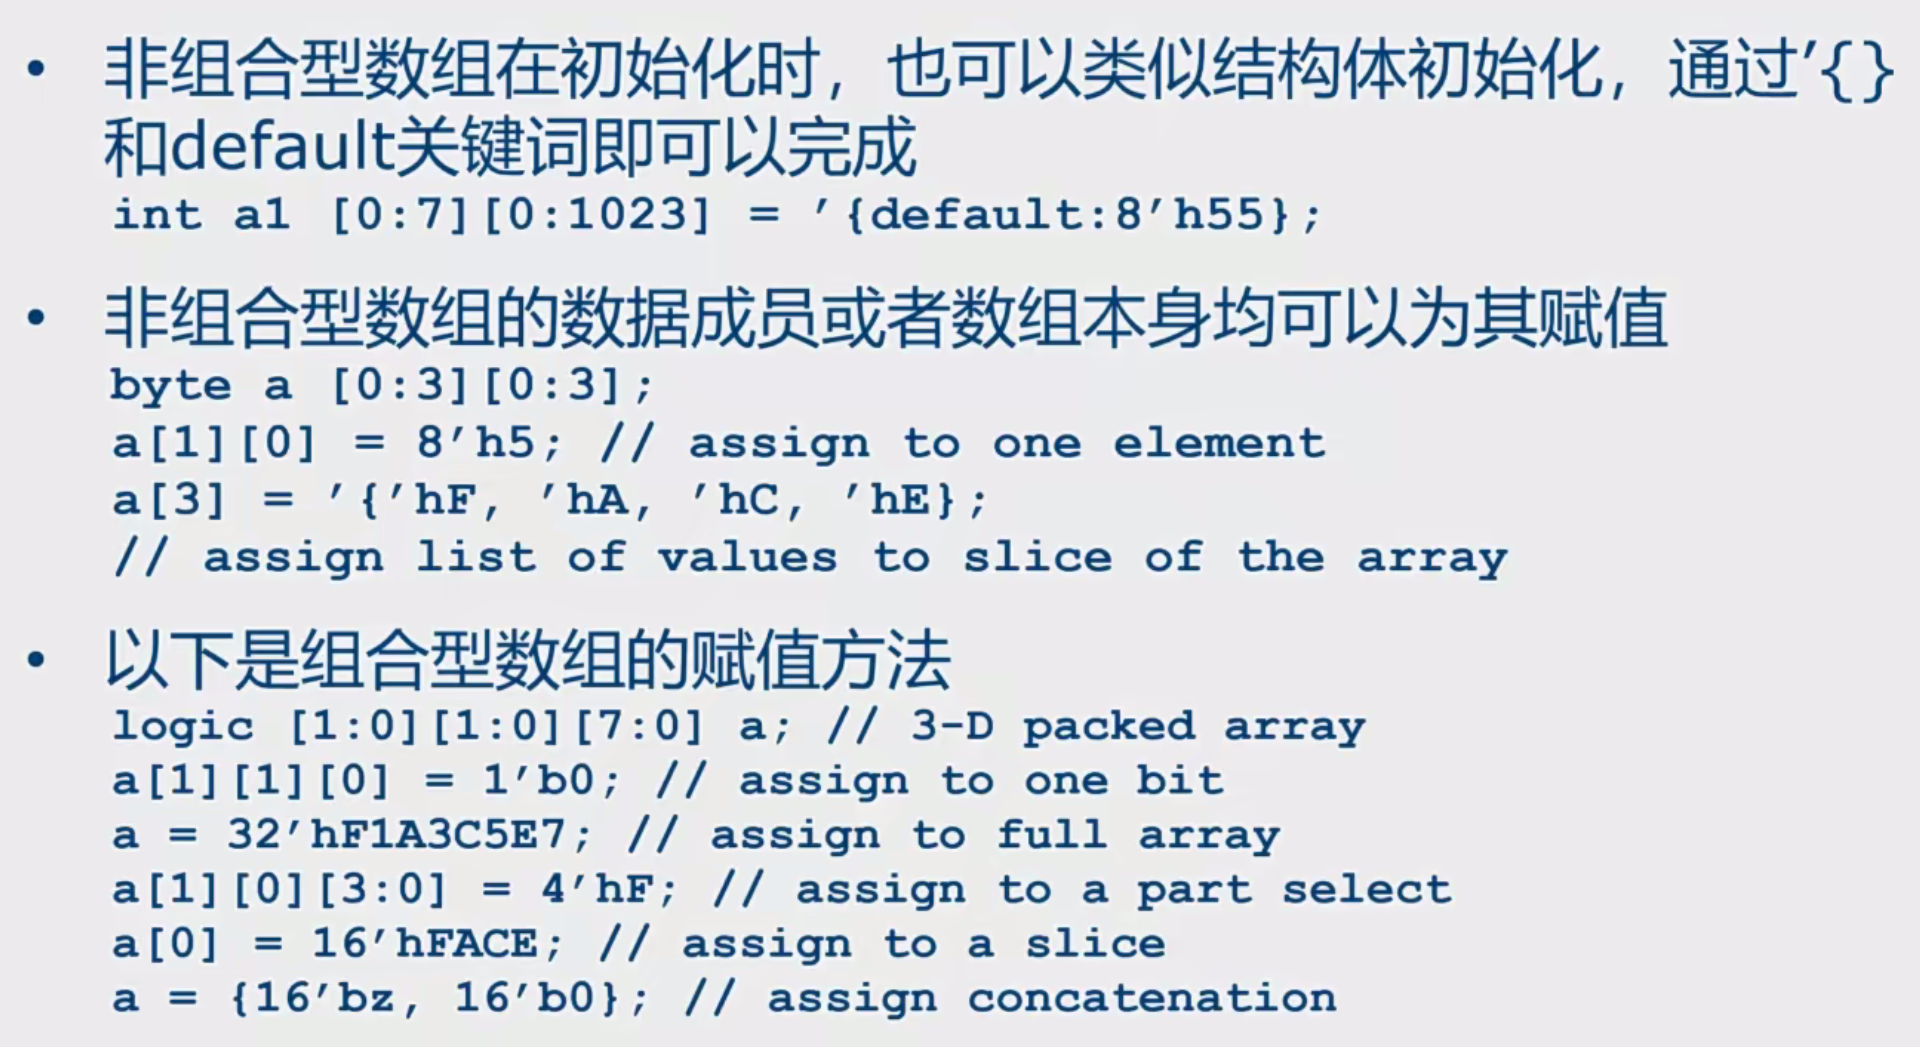 • 非组合型数组在初始化时，也可以类似结构体初始化，通过’{}
和default关键词即可以完成
int a1 [0:7][0:1023] = ’{default:8’h55};
• 非组合型数组的数据成员或者数组本身均可以为其赋值
byte a [0:3][0:3];
a[1][0] = 8’h5; // assign to one element
a[3] = ’{’hF, ’hA, ’hC, ’hE};
// assign list of values to slice of the array
• 以下是组合型数组的赋值方法
logic [1:0][1:0][7:0] a; // 3-D packed array
a[1][1][0] = 1’b0; // assign to one bit
a = 32’hF1A3C5E7; // assign to full array
a[1][0][3:0] = 4’hF; // assign to a part select
a[0] = 16’hFACE; // assign to a slice
a = {16’bz, 16’b0}; // assign concatenation